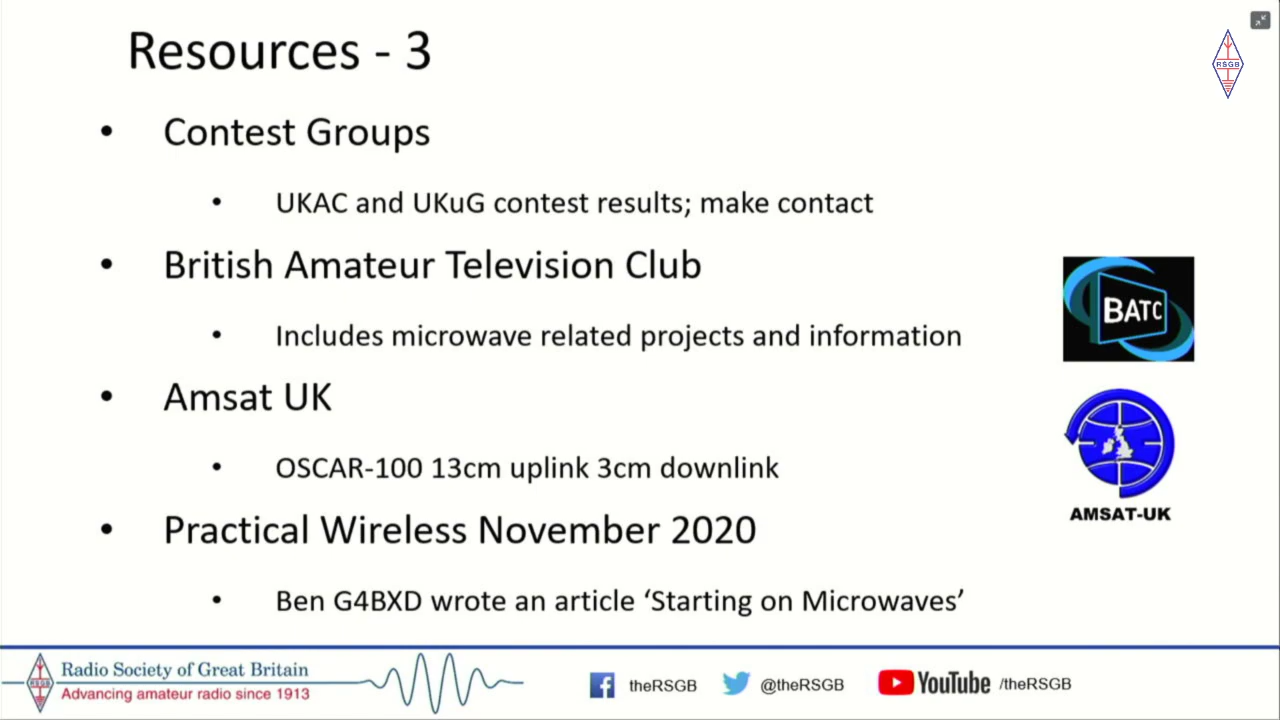 Resources - 3
RSGB
• Contest Groups
• UKAC and UKuG contest results; make contact
• British Amateur Television Club
• Includes microwave related projects and information
BATC
• Amsat UK
• OSCAR-100 13cm uplink 3cm downlink
AMSAT-UK
• Practical Wireless November 2020
• Ben G4BXD wrote an article ‘Starting on Microwaves’
RSGB
Radio Society of Great Britain
Advancing amateur radio since 1913
theRSGB
@theRSGB
YouTube /theRSGB